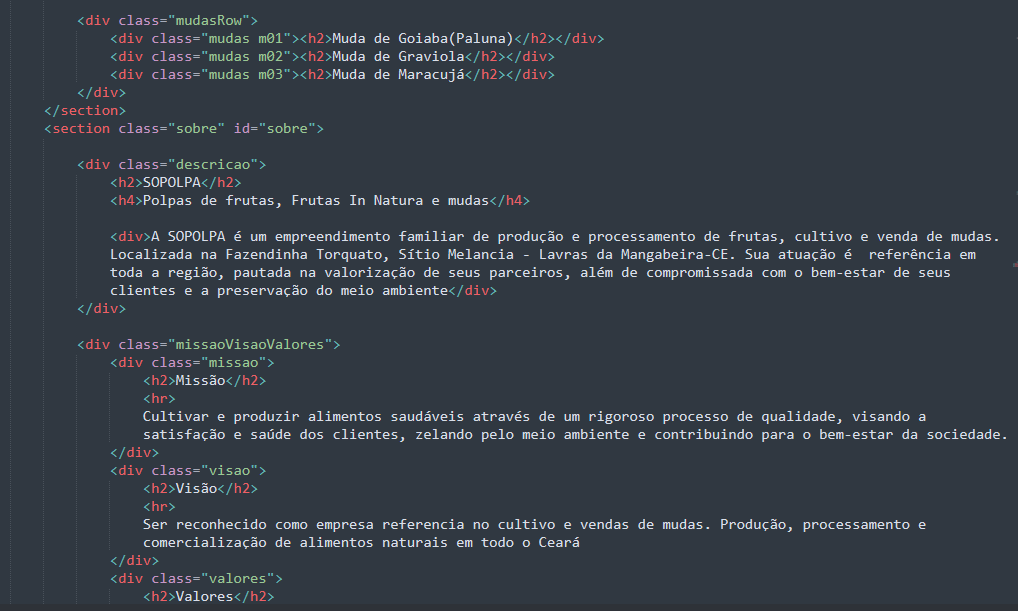 <div class="mudasRow">
<div class="mudas m01"><h2>Muda de Goiaba(Paluna)</h2></div>
<div class="mudas m02"><h2>Muda de Graviola</h2></div>
<div class="mudas m03"><h2>Muda de Maracujá</h2></div>
</div>
</section>
<section class="sobre" id="sobre">
<div class="descricao">
<h2>SOPOLPA</h2>
<h4>Polpas de frutas, Frutas In Natura e mudas</h4>
<div>A SOPOLPA é um empreendimento familiar de produção e processamento de frutas, cultivo e venda de mudas.
Localizada na Fazendinha Torquato, Sítio Melancia - Lavras da Mangabeira-CE. Sua atuação é  referência em
toda a região, pautada na valorização de seus parceiros, além de compromissada com o bem-estar de seus
clientes e a preservação do meio ambiente</div>
</div>
<div class="missaoVisaoValores">
<div class="missao">
<h2>Missão</h2>
<hr>
Cultivar e produzir alimentos saudáveis através de um rigoroso processo de qualidade, visando a
satisfação e saúde dos clientes, zelando pelo meio ambiente e contribuindo para o bem-estar da sociedade.
</div>
<div class="visao">
<h2>Visão</h2>
<hr>
Ser reconhecido como empresa referencia no cultivo e vendas de mudas. Produção, processamento e
comercialização de alimentos naturais em todo o Ceará
</div>
<div class="valores">
<h2>Valores</h2>